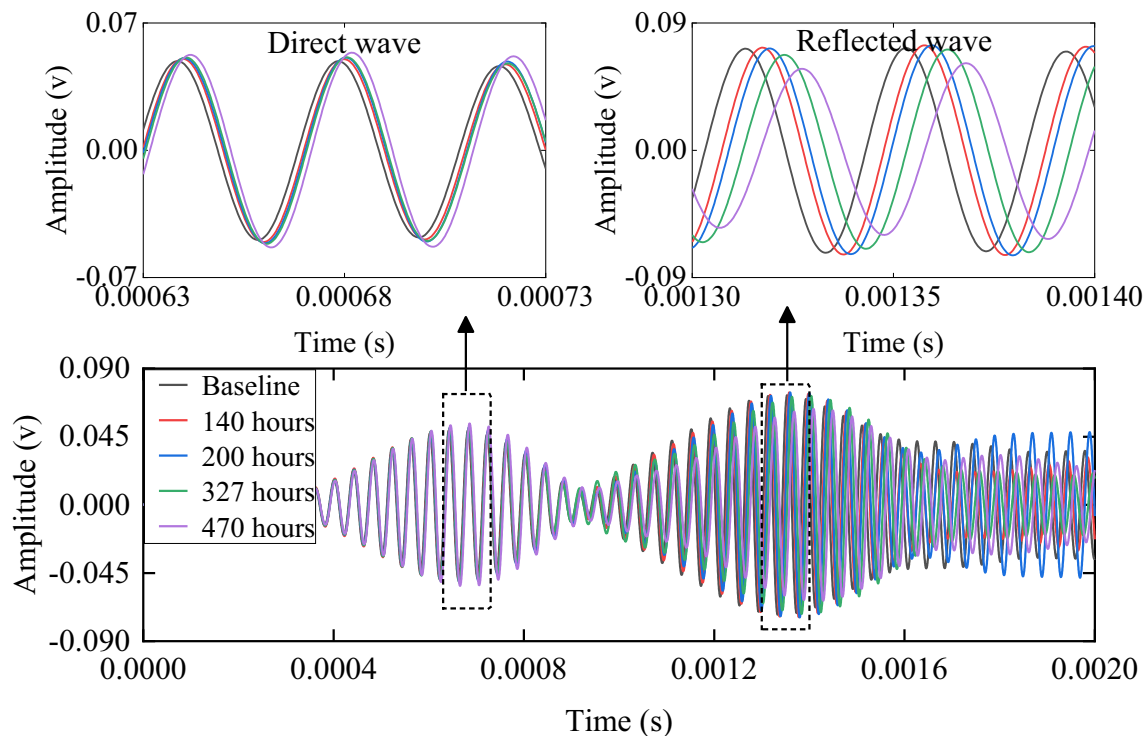 0.07
Direct wave
0.00
-0.07
Amplitude (v)
0.00063
0.00068
0.00073
Time (s)
0.09
Reflected wave
0.00
-0.09
Amplitude (v)
0.00130
0.00135
0.00140
Time (s)
0.090
0.045
0.000
-0.045
-0.090
Amplitude (v)
Baseline
140 hours
200 hours
327 hours
470 hours
0.0000
0.0004
0.0008
0.0012
0.0016
0.0020
Time (s)